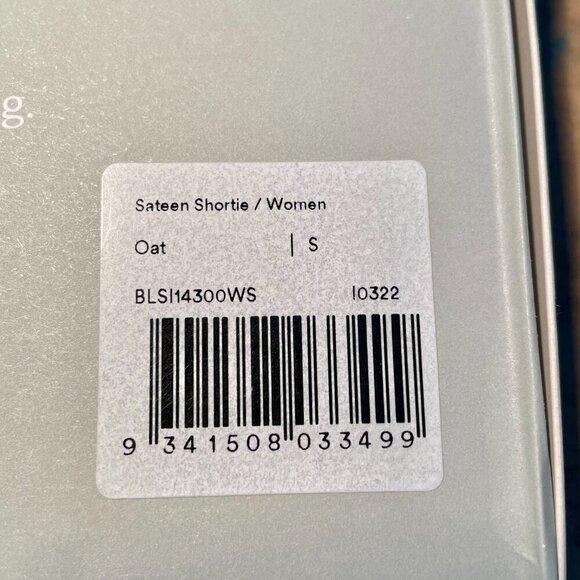 g.
Sateen Shortie / Women
Oat | S
BLSI14300WS I0322
9 341508 033499